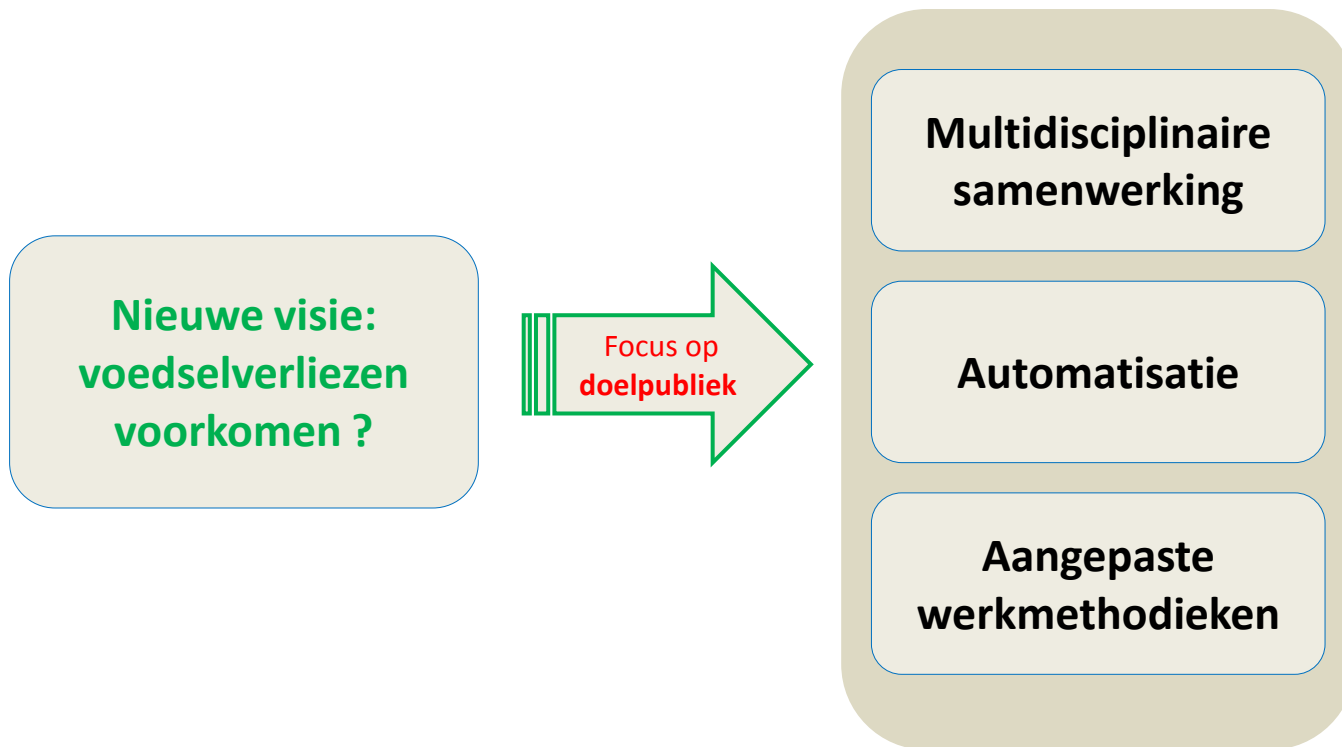 Nieuwe visie:
voedselverliezen
voorkomen ?
Focus op
doelpubliek
Multidisciplinaire
samenwerking
Automatisatie
Aangepaste
werkmethodieken